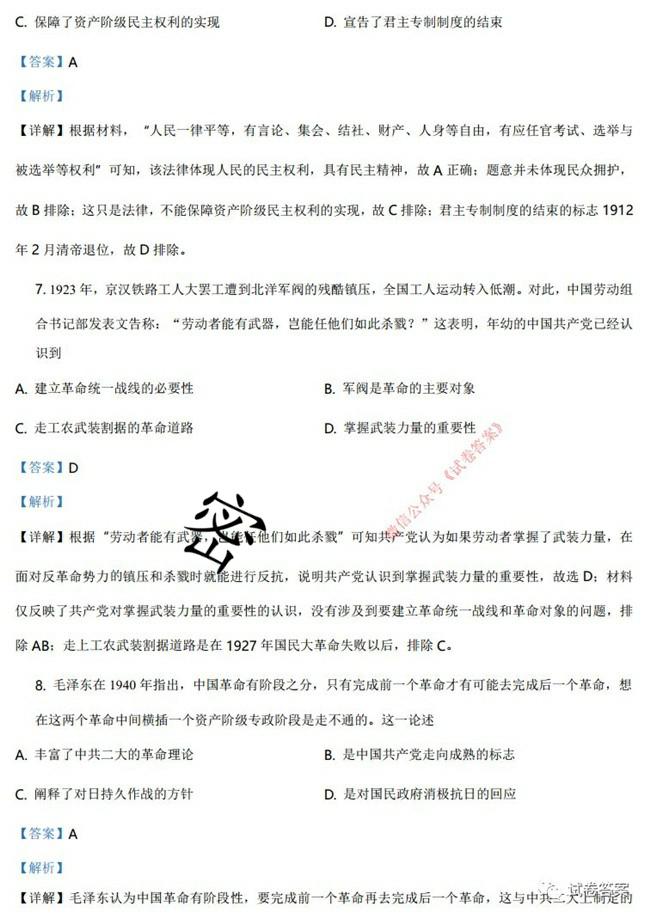 C. 保障了资产阶级民主权利的实现 D. 宣告了君主专制制度的结束
【答案】A
【解析】
【详解】根据材料，“人民一律平等，有言论、集会、结社、财产、人身等自由，有应任官考试、选举与
被选举等权利”可知，该法律体现人民的民主权利，具有民主精神，故 A 正确；题意并未体现民众拥护，
故 B 排除；这只是法律，不能保障资产阶级民主权利的实现，故 C 排除；君主专制制度的结束的标志 1912
年 2 月清帝退位，故 D 排除。
7. 1923 年，京汉铁路工人大罢工遭到北洋军阀的残酷镇压，全国工人运动转入低潮。对此，中国劳动组
合书记部发表文告称：“劳动者能有武器，岂能任他们如此杀戮？”这表明，年幼的中国共产党已经认
识到
A. 建立革命统一战线的必要性 B. 军阀是革命的主要对象
C. 走工农武装割据的革命道路 D. 掌握武装力量的重要性
微信公众号《试卷答案》
【答案】D
【解析】
密
【详解】根据“劳动者能有武器，岂能任他们如此杀戮”可知共产党认为如果劳动者掌握了武装力量，在
面对反革命势力的镇压和杀戮时就能进行反抗，说明共产党认识到掌握武装力量的重要性，故选 D；材料
仅反映了共产党对掌握武装力量的重要性的认识，没有涉及到要建立革命统一战线和革命对象的问题，排
除 AB；走上工农武装割据道路是在 1927 年国民大革命失败以后，排除 C。
8. 毛泽东在 1940 年指出，中国革命有阶段之分，只有完成前一个革命才有可能去完成后一个革命，想
在这两个革命中间横插一个资产阶级专政阶段是走不通的。这一论述
A. 丰富了中共二大的革命理论 B. 是中国共产党走向成熟的标志
C. 阐释了对日持久作战的方针 D. 是对国民政府消极抗日的回应
【答案】A
【解析】
试卷答案
【详解】毛泽东认为中国革命有阶段性，要完成前一个革命再去完成后一个革命，这与中共二大上制定的